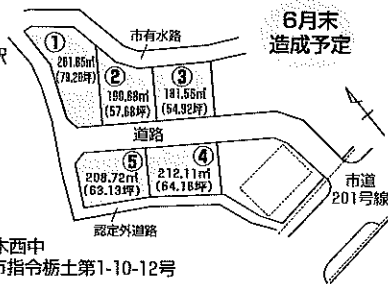 6月末
造成予定
市有水路
駅
①
261.85㎡
(79.20坪)
②
190.68㎡
(57.68坪)
③
181.56㎡
(54.92坪)
道路
⑤
208.72㎡
(63.13坪)
④
212.11㎡
(64.16坪)
市道
201号線
認定外道路
木西中
市指令栃土第1-10-12号